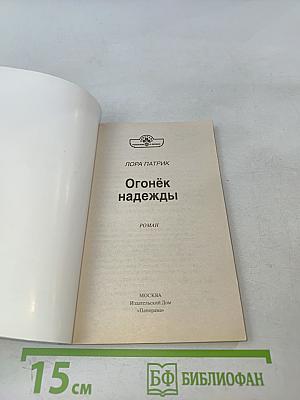 ЛОРА ПАТРИК
Огонёк
надежды
РОМАН
МОСКВА
Издательский Дом
«Панорама»
15 см
БФ БИБЛИОФАН